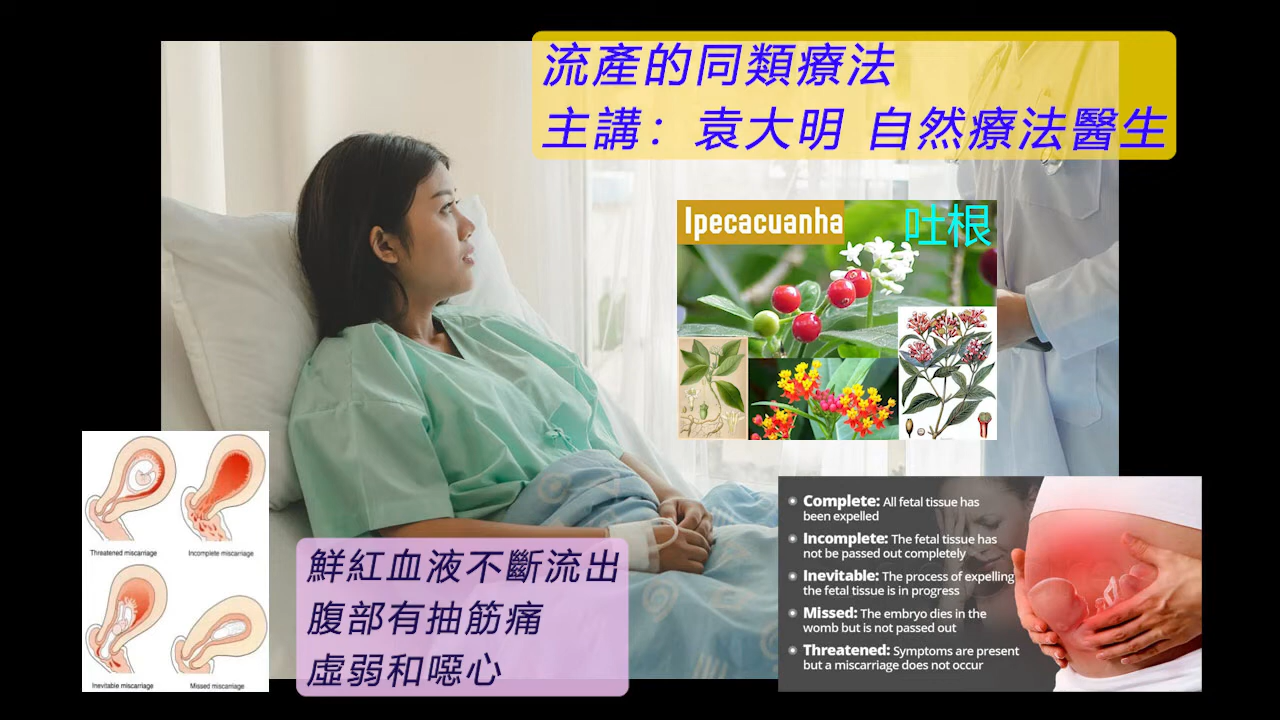 流產的同類療法
主講：袁大明 自然療法醫生
Ipecacuanha
吐根
Threatened miscarriage
Incomplete miscarriage
Inevitable miscarriage
Missed miscarriage
鮮紅血液不斷流出
腹部有抽筋痛
虛弱和噁心
Complete: All fetal tissue has
been expelled
Incomplete: The fetal tissue has
not be passed out completely
Inevitable: The process of expelling
the fetal tissue is in progress
Missed: The embryo dies in the
womb but is not passed out
Threatened: Symptoms are present
but a miscarriage does not occur